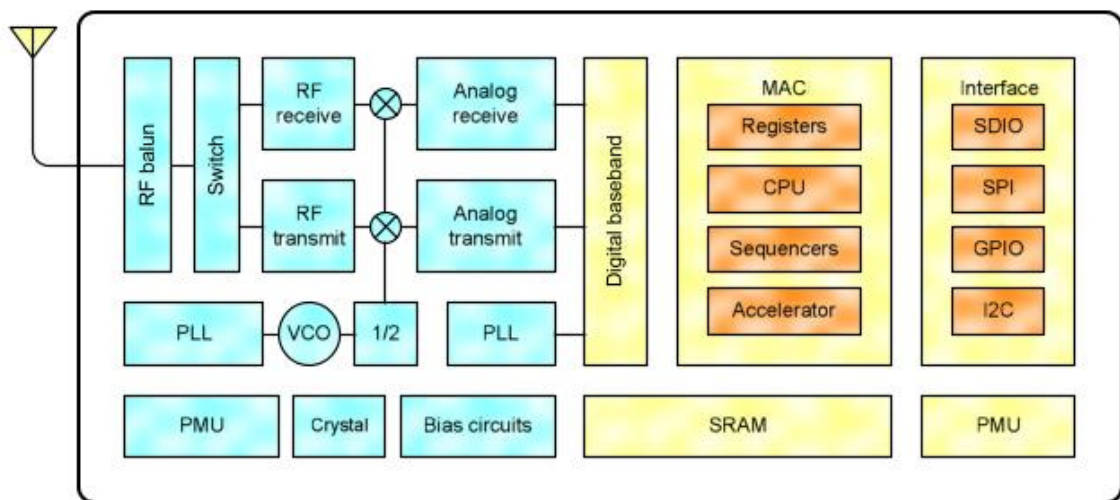 RF balun
Switch
RF
receive
Analog
receive
RF
transmit
Analog
transmit
PLL
VCO
1/2
PLL
Digital baseband
MAC
Registers
CPU
Sequencers
Accelerator
Interface
SDIO
SPI
GPIO
I2C
PMU
Crystal
Bias circuits
SRAM
PMU